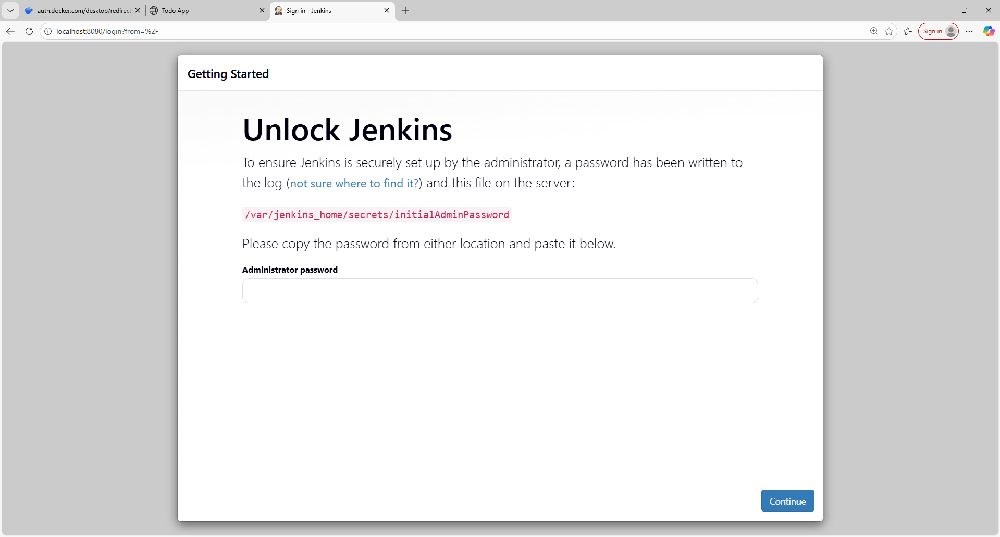 auth.docker.com/desktop/redirect
Todo App
Sign in - Jenkins
localhost:8080/login?from=%2F
Sign in
Getting Started
Unlock Jenkins
To ensure Jenkins is securely set up by the administrator, a password has been written to
the log (not sure where to find it?) and this file on the server:
/var/jenkins_home/secrets/initialAdminPassword
Please copy the password from either location and paste it below.
Administrator password
Continue